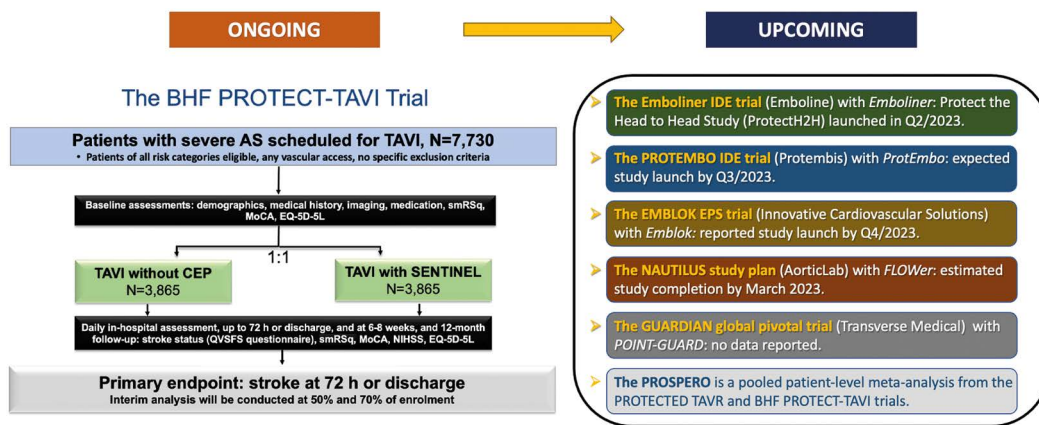 ONGOING
UPCOMING
The BHF PROTECT-TAVI Trial
Patients with severe AS scheduled for TAVI, N=7,730
• Patients of all risk categories eligible, any vascular access, no specific exclusion criteria
Baseline assessments: demographics, medical history, imaging, medication, smRSq,
MoCA, EQ-5D-5L
1:1
TAVI without CEP
N=3,865
TAVI with SENTINEL
N=3,865
Daily in-hospital assessment, up to 72 h or discharge, and at 6-8 weeks, and 12-month
follow-up: stroke status (QVSFS questionnaire), smRSq, MoCA, NIHSS, EQ-5D-5L
Primary endpoint: stroke at 72 h or discharge
Interim analysis will be conducted at 50% and 70% of enrolment
The Emboliner IDE trial (Emboline) with Emboliner: Protect the
Head to Head Study (ProtectH2H) launched in Q2/2023.
The PROTEMBO IDE trial (Protembis) with ProtEmbo: expected
study launch by Q3/2023.
The EMBLOK EPS trial (Innovative Cardiovascular Solutions)
with Emblok: reported study launch by Q4/2023.
The NAUTILUS study plan (AorticLab) with FLOWer: estimated
study completion by March 2023.
The GUARDIAN global pivotal trial (Transverse Medical) with
POINT-GUARD: no data reported.
The PROSPERO is a pooled patient-level meta-analysis from the
PROTECTED TAVR and BHF PROTECT-TAVI trials.